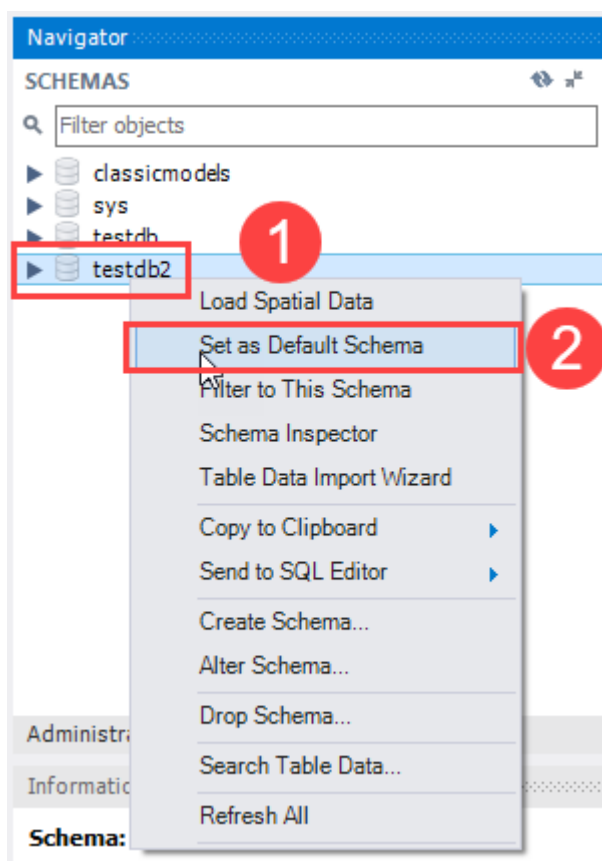 Navigator
SCHEMAS
Filter objects
classicmodels
sys
testdb
testdb2
1
Load Spatial Data
Set as Default Schema
2
Filter to This Schema
Schema Inspector
Table Data Import Wizard
Copy to Clipboard
Send to SQL Editor
Create Schema...
Alter Schema...
Drop Schema...
Administra
Search Table Data...
Informatic
Refresh All
Schema: